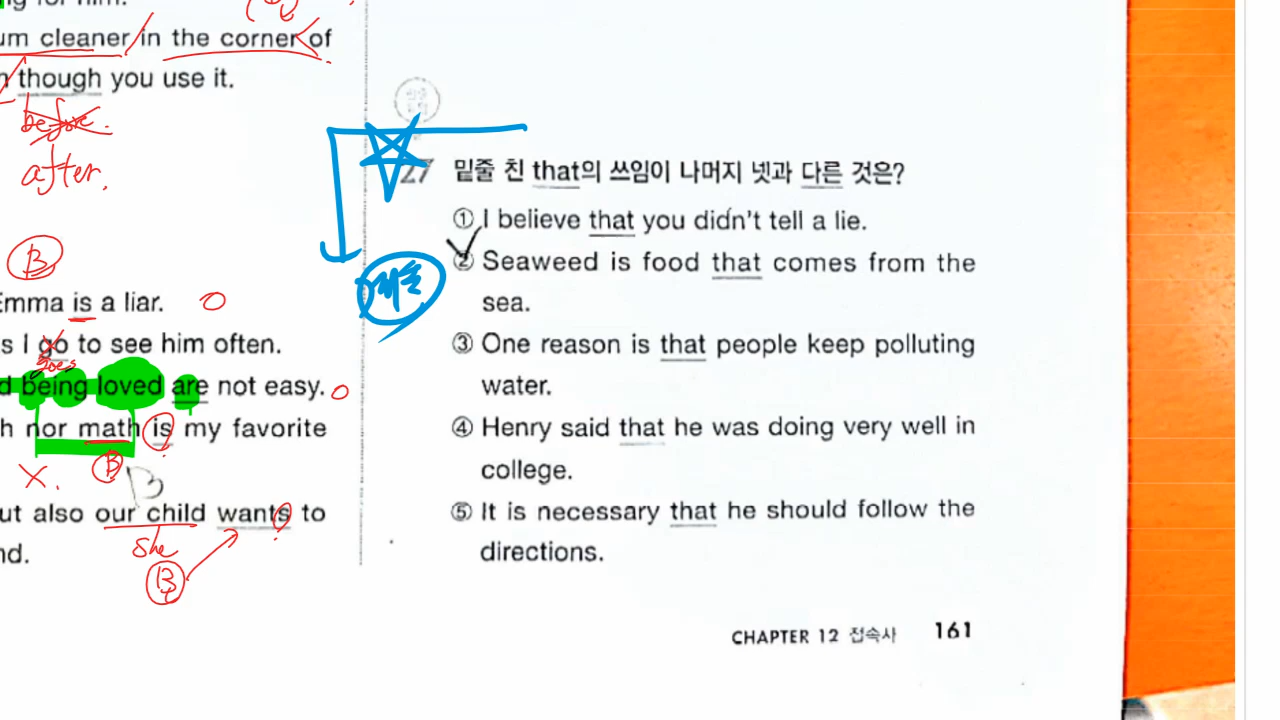 um cleaner in the corner of
though you use it.
before.
after.
B
Emma is a liar.
s I go to see him often.
goes
d being loved are not easy.
h nor math is my favorite
B
ut also our child wants to
she
nd.
B
27 밑줄 친 that의 쓰임이 나머지 넷과 다른 것은?
① I believe that you didn't tell a lie.
② Seaweed is food that comes from the
sea.
③ One reason is that people keep polluting
water.
④ Henry said that he was doing very well in
college.
⑤ It is necessary that he should follow the
directions.
CHAPTER 12 접속사 161